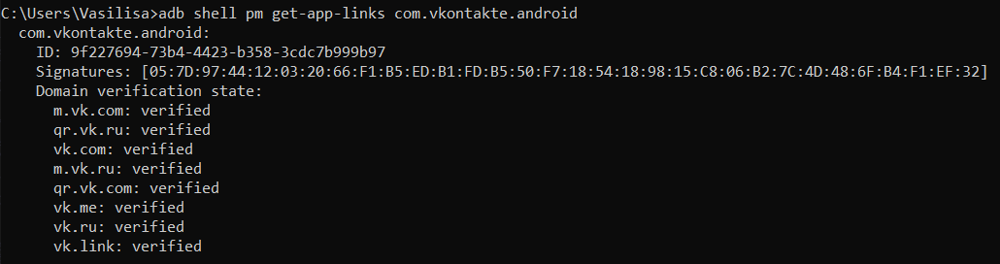 C:\Users\Vasilisa>adb shell pm get-app-links com.vkontakte.android
com.vkontakte.android:
ID: 9f227694-73b4-4423-b358-3cdc7b999b97
Signatures: [05:7D:97:44:12:03:20:66:F1:B5:ED:B1:FD:B5:50:F7:18:54:18:98:15:C8:06:B2:7C:4D:48:6F:B4:F1:EF:32]
Domain verification state:
m.vk.com: verified
qr.vk.ru: verified
vk.com: verified
m.vk.ru: verified
qr.vk.com: verified
vk.me: verified
vk.ru: verified
vk.link: verified